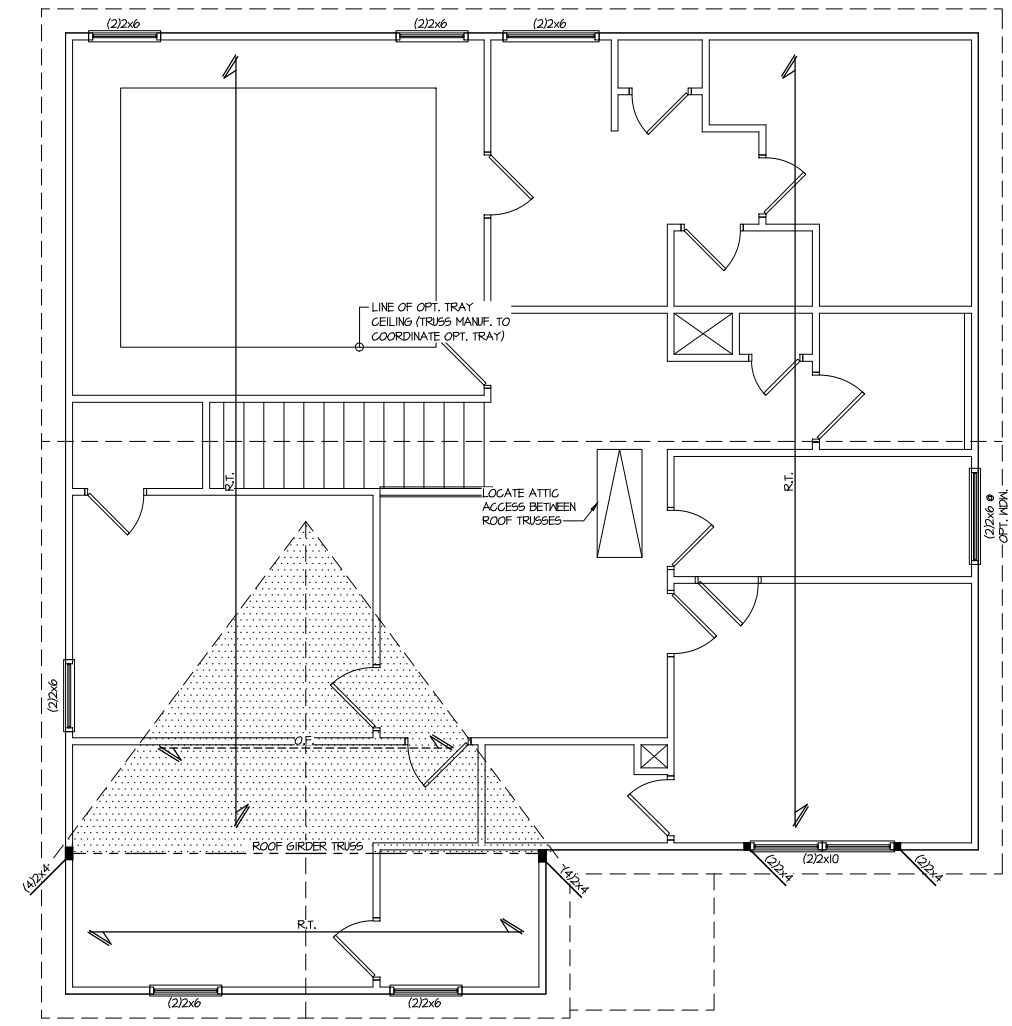 (2)2x6
(2)2x6
(2)2x6
LINE OF OPT. TRAY
CEILING (TRUSS MANUF. TO
COORDINATE OPT. TRAY)
R.T.
R.T.
LOCATE ATTIC
ACCESS BETWEEN
ROOF TRUSSES
(2)2x6 @
OPT. WDW.
(2)2x6
O.F.
ROOF GIRDER TRUSS
(4)2x4
(4)2x4
(2)2x4
(2)2x10
(2)2x4
R.T.
(2)2x6
(2)2x6